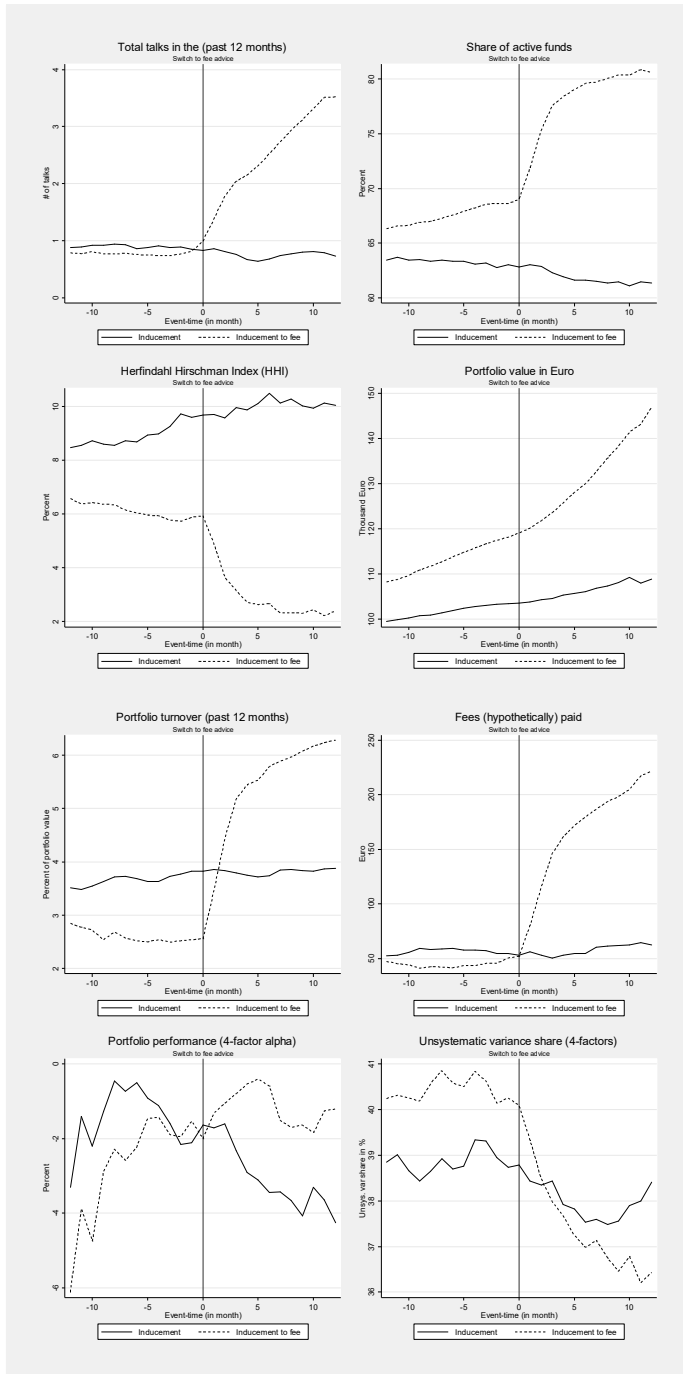 Total talks in the (past 12 months)
Switch to fee advice
# of talks
4
3
2
1
0
-10 -5 0 5 10
Event-time (in month)
Inducement Inducement to fee
Share of active funds
Switch to fee advice
Percent
80
75
70
65
60
-10 -5 0 5 10
Event-time (in month)
Inducement Inducement to fee
Herfindahl Hirschman Index (HHI)
Switch to fee advice
Percent
10
8
6
4
2
-10 -5 0 5 10
Event-time (in month)
Inducement Inducement to fee
Portfolio value in Euro
Switch to fee advice
Thousand Euro
150
140
130
120
110
100
-10 -5 0 5 10
Event-time (in month)
Inducement Inducement to fee
Portfolio turnover (past 12 months)
Switch to fee advice
Percent of portfolio value
6
5
4
3
2
-10 -5 0 5 10
Event-time (in month)
Inducement Inducement to fee
Fees (hypothetically) paid
Switch to fee advice
Euro
250
200
150
100
50
-10 -5 0 5 10
Event-time (in month)
Inducement Inducement to fee
Portfolio performance (4-factor alpha)
Switch to fee advice
Percent
0
-2
-4
-6
-10 -5 0 5 10
Event-time (in month)
Inducement Inducement to fee
Unsystematic variance share (4-factors)
Switch to fee advice
Unsys. var share in %
41
40
39
38
37
36
-10 -5 0 5 10
Event-time (in month)
Inducement Inducement to fee